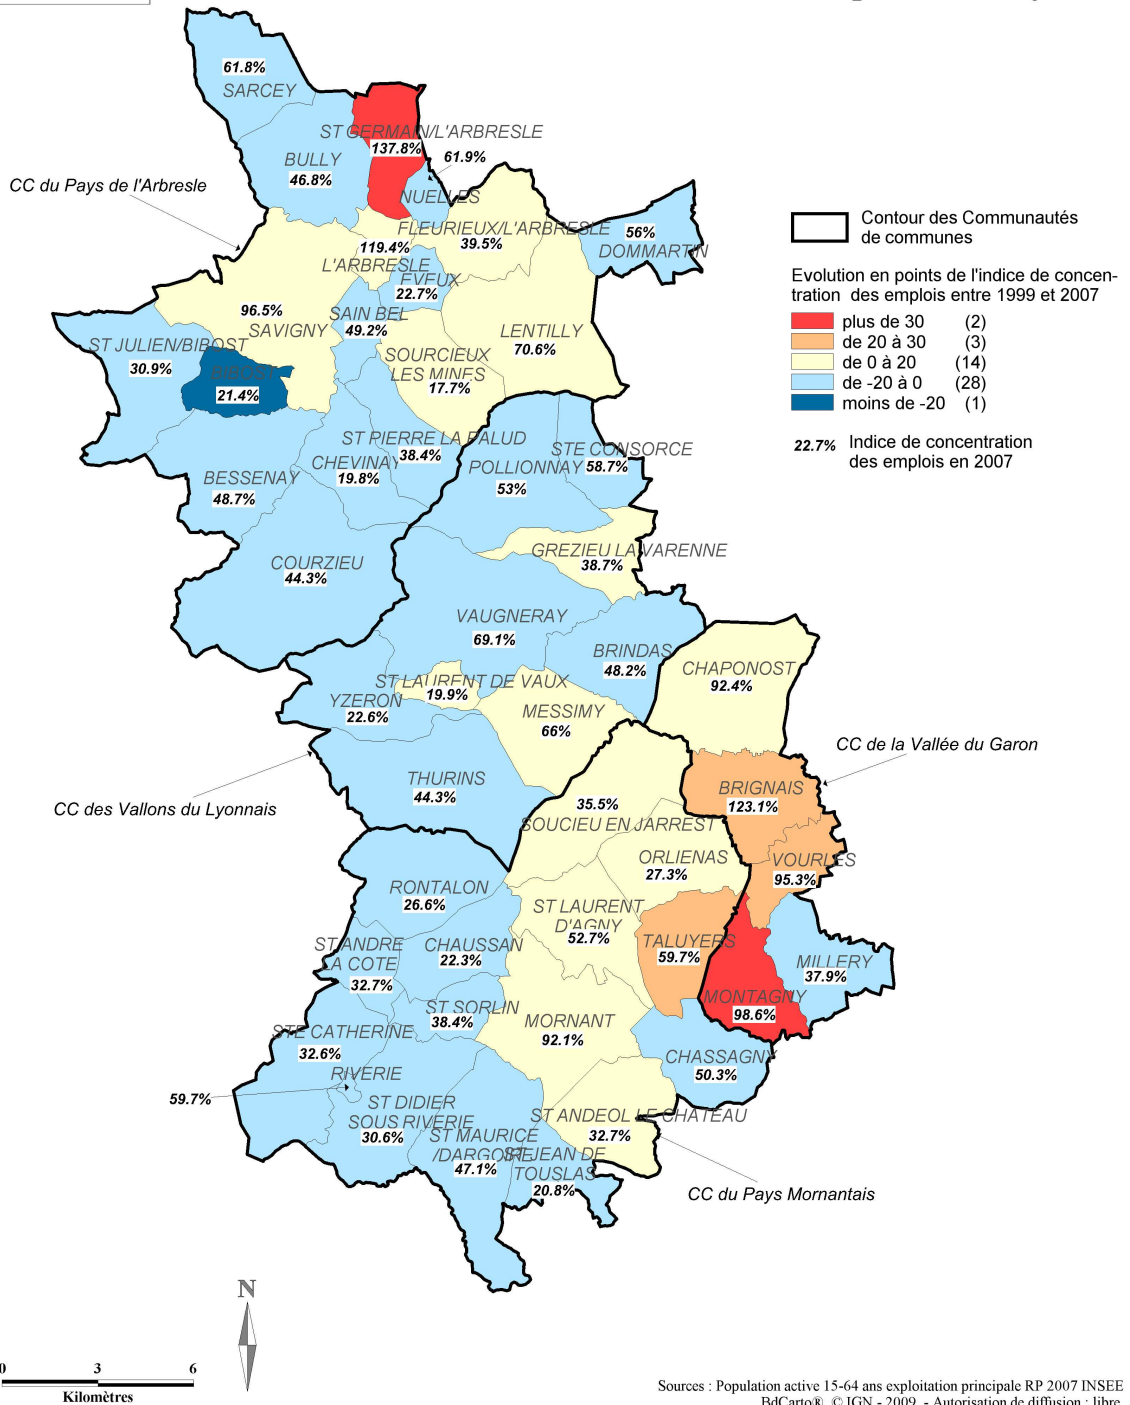 61.8%
SARCEY
ST GERMAIN/L'ARBRESLE
137.8%
61.9%
BULLY
46.8%
CC du Pays de l'Arbresle
NUELLES
FLEURIEUX/L'ARBRESLE
39.5%
56%
DOMMARTIN
119.4%
L'ARBRESLE
EVEUX
22.7%
96.5%
SAVIGNY
SAIN BEL
49.2%
LENTILLY
70.6%
ST JULIEN/BIBOST
30.9%
BIBOST
21.4%
SOURCIEUX
LES MINES
17.7%
ST PIERRE LA PALUD
38.4%
CHEVINAY
19.8%
STE CONSORCE
58.7%
POLLIONNAY
53%
BESSENAY
48.7%
GREZIEU LA VARENNE
38.7%
COURZIEU
44.3%
VAUGNERAY
69.1%
BRINDAS
48.2%
CHAPONOST
92.4%
ST LAURENT DE VAUX
19.9%
YZERON
22.6%
MESSIMY
66%
CC de la Vallée du Garon
THURINS
44.3%
CC des Vallons du Lyonnais
BRIGNAIS
123.1%
35.5%
SOUCIEU EN JARREST
ORLIENAS
27.3%
VOURLES
95.3%
RONTALON
26.6%
ST LAURENT
D'AGNY
52.7%
TALUYERS
59.7%
ST ANDRE
LA COTE
32.7%
CHAUSSAN
22.3%
MILLERY
37.9%
MONTAGNY
98.6%
ST SORLIN
38.4%
MORNANT
92.1%
STE CATHERINE
32.6%
CHASSAGNY
50.3%
RIVERIE
59.7%
ST DIDIER
SOUS RIVERIE
30.6%
ST ANDEOL LE CHATEAU
32.7%
ST MAURICE
/DARGOIRE
47.1%
ST JEAN DE
TOUSLAS
20.8%
CC du Pays Mornantais
Contour des Communautés
de communes
Evolution en points de l'indice de concen-
tration des emplois entre 1999 et 2007
plus de 30 (2)
de 20 à 30 (3)
de 0 à 20 (14)
de -20 à 0 (28)
moins de -20 (1)
22.7% Indice de concentration
des emplois en 2007
N
0 3 6
Kilomètres
Sources : Population active 15-64 ans exploitation principale RP 2007 INSEE
BdCarto®, © IGN - 2009 - Autorisation de diffusion : libre